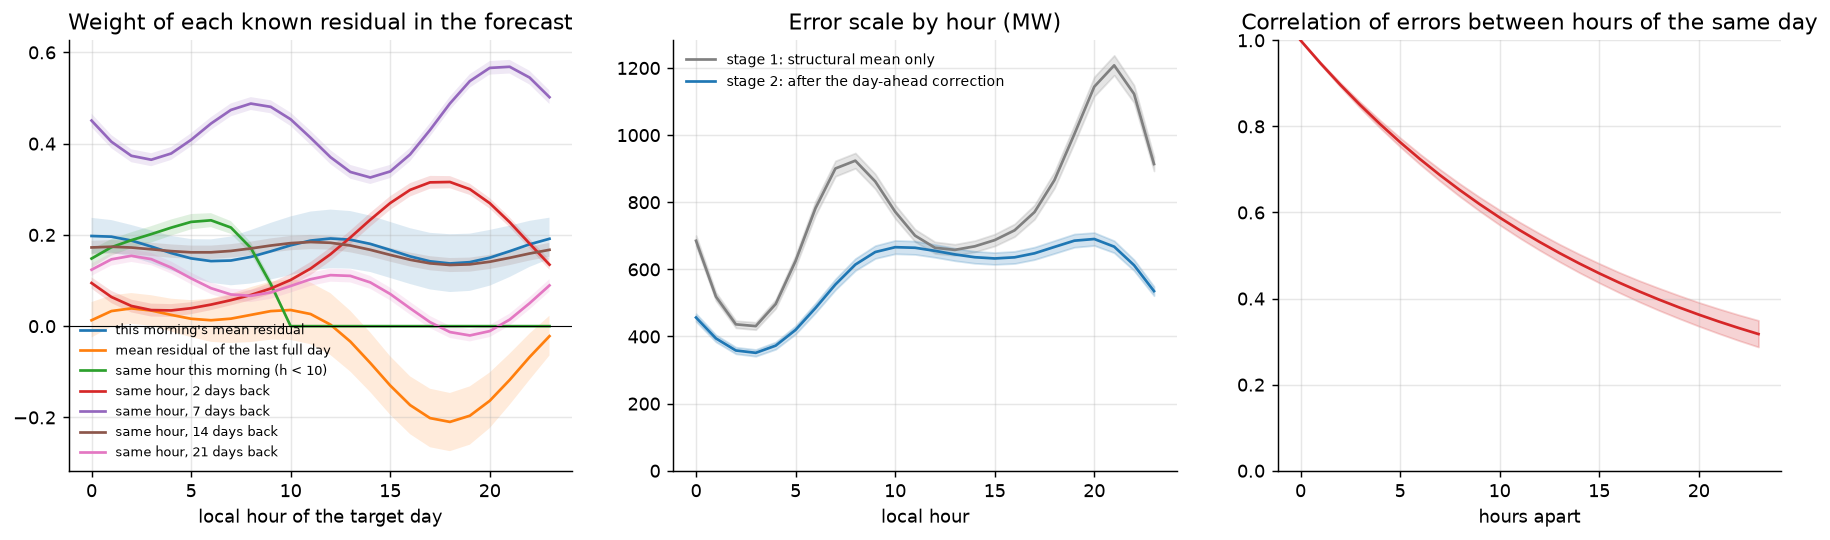 Weight of each known residual in the forecast
0.6
0.4
0.2
0.0
−0.2
this morning's mean residual
mean residual of the last full day
same hour this morning (h < 10)
same hour, 2 days back
same hour, 7 days back
same hour, 14 days back
same hour, 21 days back
0 5 10 15 20
local hour of the target day
Error scale by hour (MW)
1200
1000
800
600
400
200
0
stage 1: structural mean only
stage 2: after the day-ahead correction
0 5 10 15 20
local hour
Correlation of errors between hours of the same day
1.0
0.8
0.6
0.4
0.2
0.0
0 5 10 15 20
hours apart